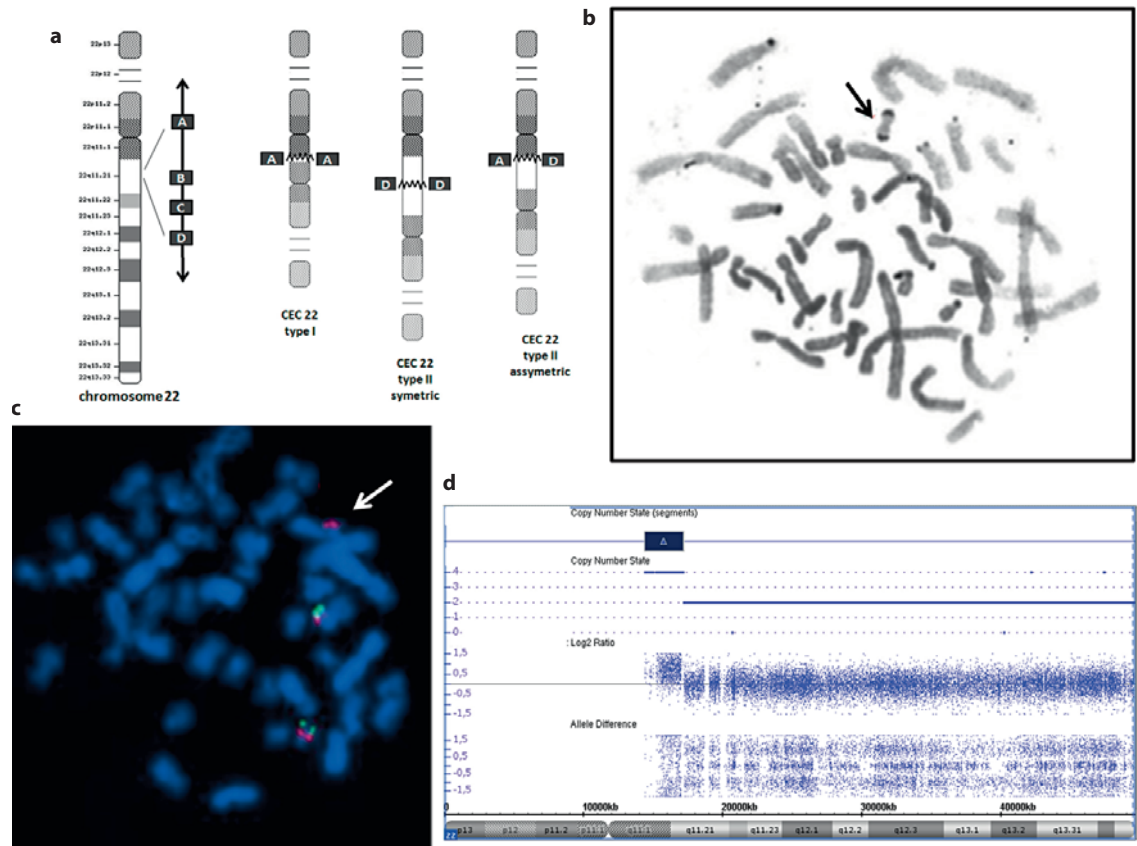 a
22p13
22p12
22p11.2
22p11.1
22q11.1
22q11.21
22q11.22
22q11.23
22q12.1
22q12.2
22q12.3
22q13.1
22q13.2
22q13.31
22q13.32
22q13.33
A
B
C
D
chromosome 22
A A
CEC 22
type I
D D
CEC 22
type II
symetric
A D
CEC 22
type II
assymetric
b
c
d
Copy Number State (segments)
Δ
Copy Number State
4
3
2
1
0
: Log2 Ratio
1,5
0,5
-0,5
-1,5
Allele Difference
1,5
0,5
-0,5
-1,5
0 10000kb 20000kb 30000kb 40000kb
22 p13 p12 p11.2 p11.1 q11.1 q11.21 q11.23 q12.1 q12.2 q12.3 q13.1 q13.2 q13.31